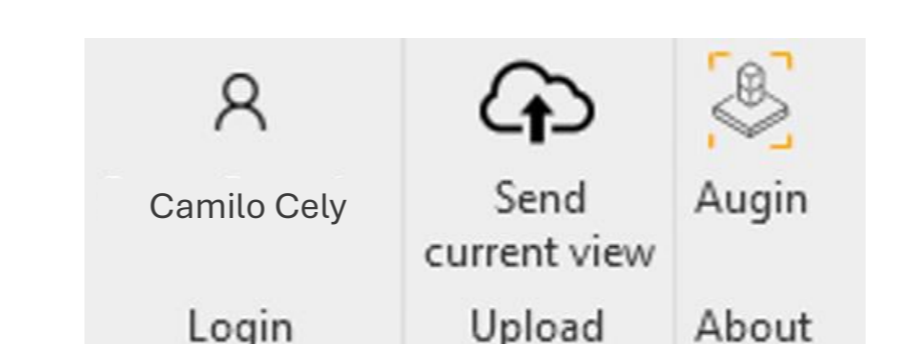 Camilo Cely
Send
current view
Augin
Login
Upload
About